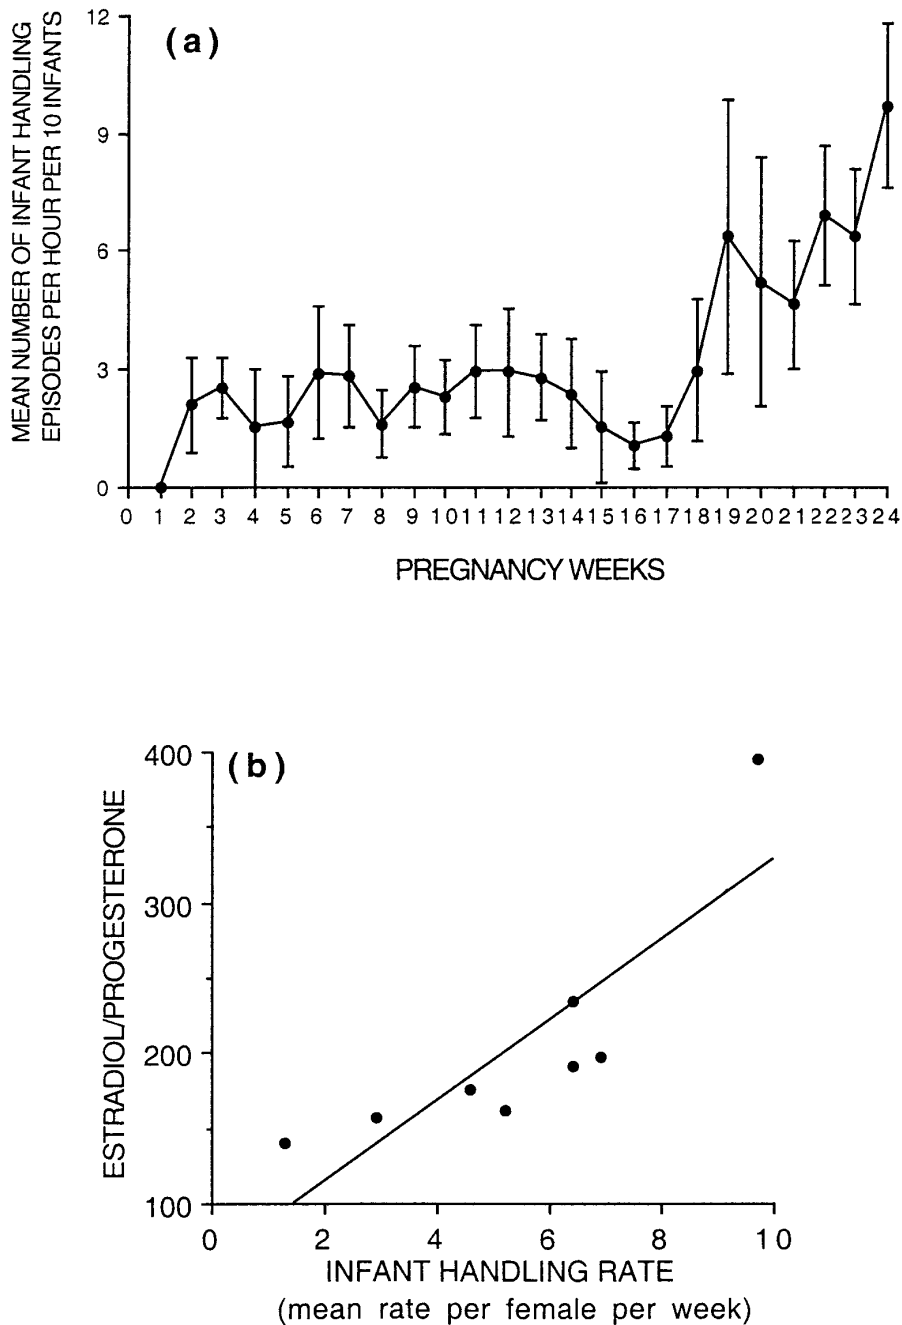 (a)
MEAN NUMBER OF INFANT HANDLING
EPISODES PER HOUR PER 10 INFANTS
12
9
6
3
0
0 1 2 3 4 5 6 7 8 9 10 11 12 13 14 15 16 17 18 19 20 21 22 23 24
PREGNANCY WEEKS
(b)
ESTRADIOL/PROGESTERONE
400
300
200
100
0 2 4 6 8 10
INFANT HANDLING RATE
(mean rate per female per week)